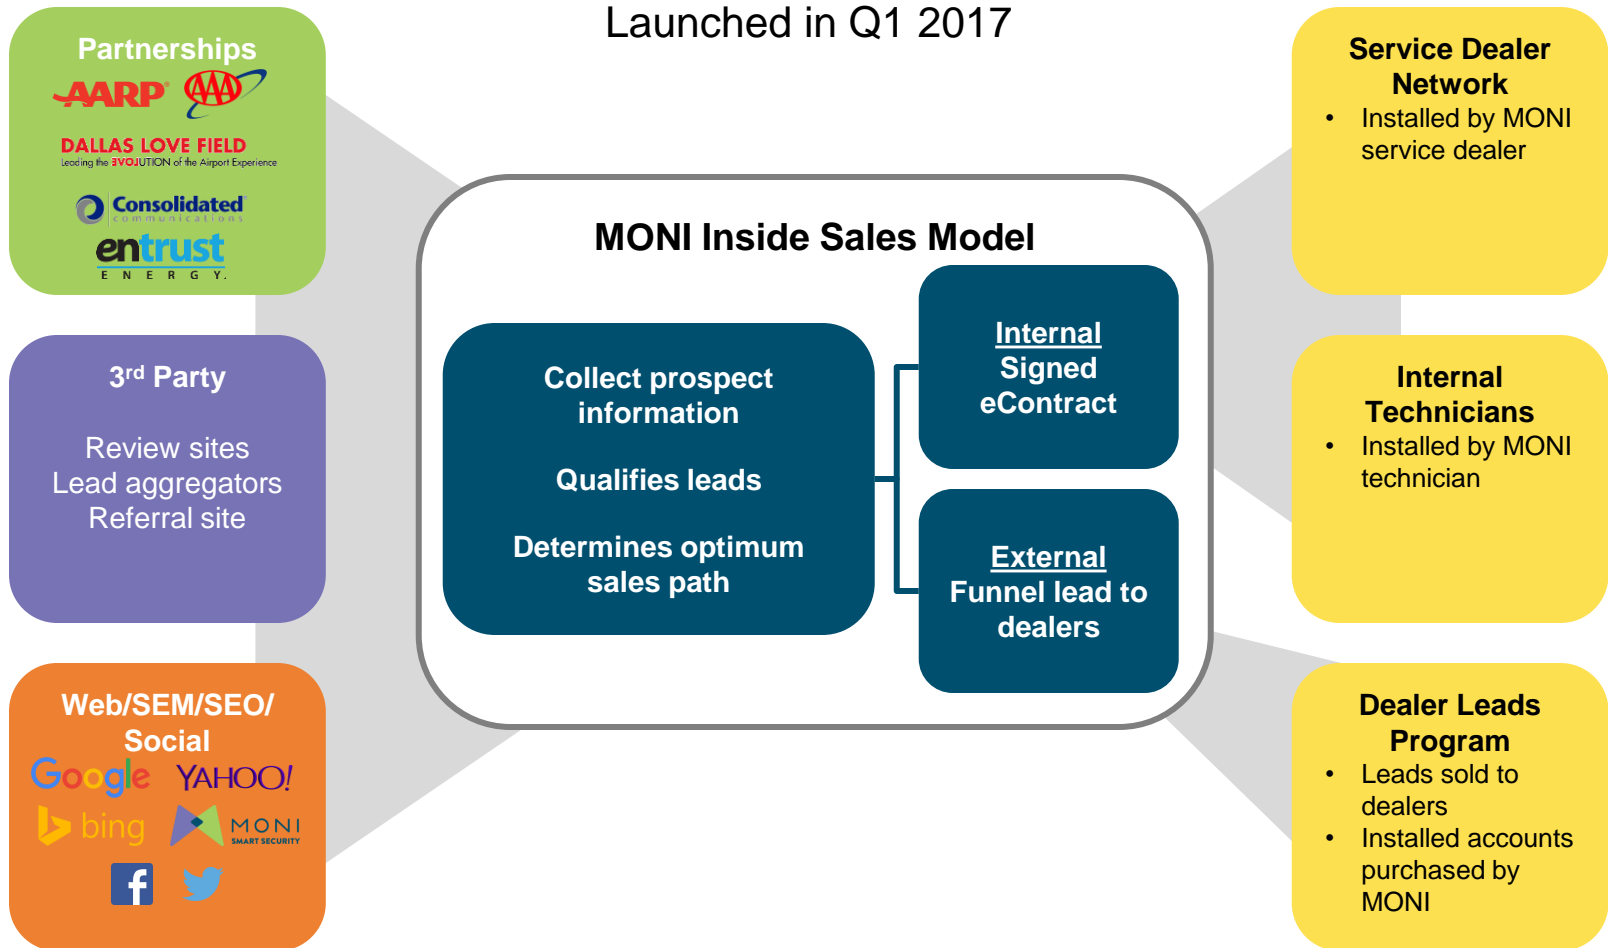 Launched in Q1 2017
Partnerships
AARP®
AAA
DALLAS LOVE FIELD
Leading the EVOLUTION of the Airport Experience
Consolidated
communications
entrust
ENERGY.
3rd Party
Review sites
Lead aggregators
Referral site
Web/SEM/SEO/
Social
Google
YAHOO!
bing
MONI
SMART SECURITY
f
MONI Inside Sales Model
Collect prospect
information
Qualifies leads
Determines optimum
sales path
Internal
Signed
eContract
External
Funnel lead to
dealers
Service Dealer
Network
• Installed by MONI
service dealer
Internal
Technicians
• Installed by MONI
technician
Dealer Leads
Program
• Leads sold to
dealers
• Installed accounts
purchased by
MONI